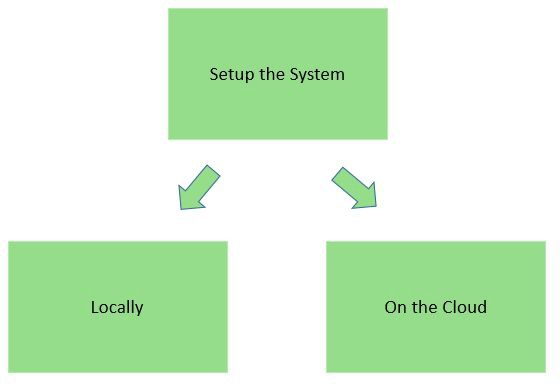 Setup the System
Locally
On the Cloud